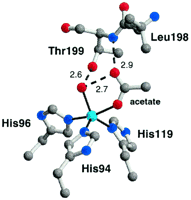 Leu198
Thr199
2.9
2.6
2.7
acetate
His96
His119
His94